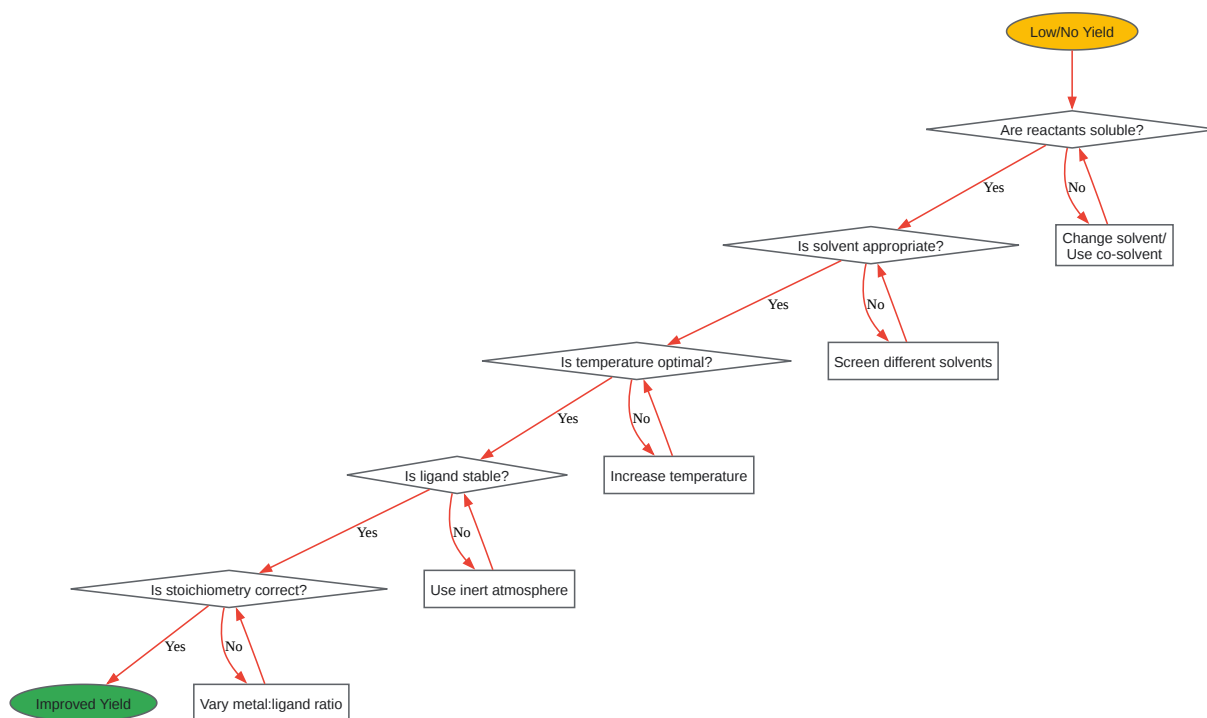 Low/No Yield
Are reactants soluble?
Yes
No
Change solvent/
Use co-solvent
Is solvent appropriate?
Yes
No
Screen different solvents
Is temperature optimal?
Yes
No
Increase temperature
Is ligand stable?
Yes
No
Use inert atmosphere
Is stoichiometry correct?
Yes
No
Improved Yield
Vary metal:ligand ratio